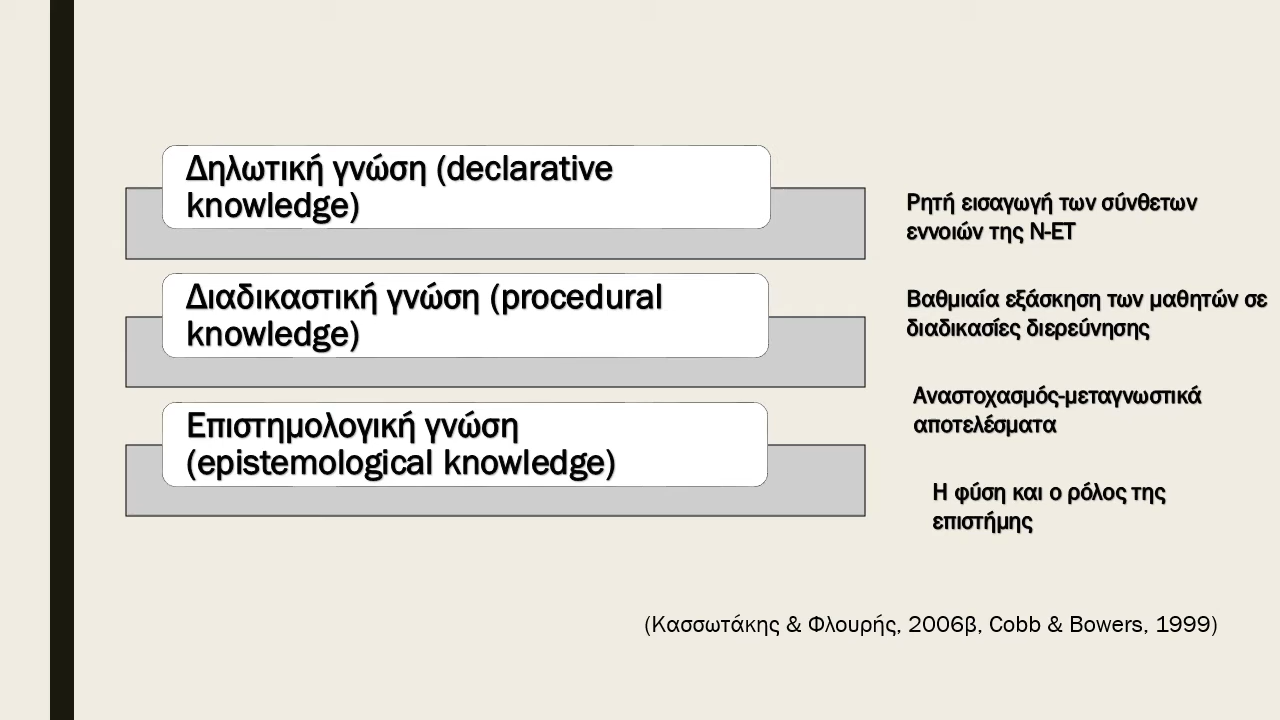 Δηλωτική γνώση (declarative
knowledge)
Ρητή εισαγωγή των σύνθετων
εννοιών της Ν-ΕΤ
Διαδικαστική γνώση (procedural
knowledge)
Βαθμιαία εξάσκηση των μαθητών σε
διαδικασίες διερεύνησης
Επιστημολογική γνώση
(epistemological knowledge)
Αναστοχασμός-μεταγνωστικά
αποτελέσματα
Η φύση και ο ρόλος της
επιστήμης
(Κασσωτάκης & Φλουρής, 2006β, Cobb & Bowers, 1999)